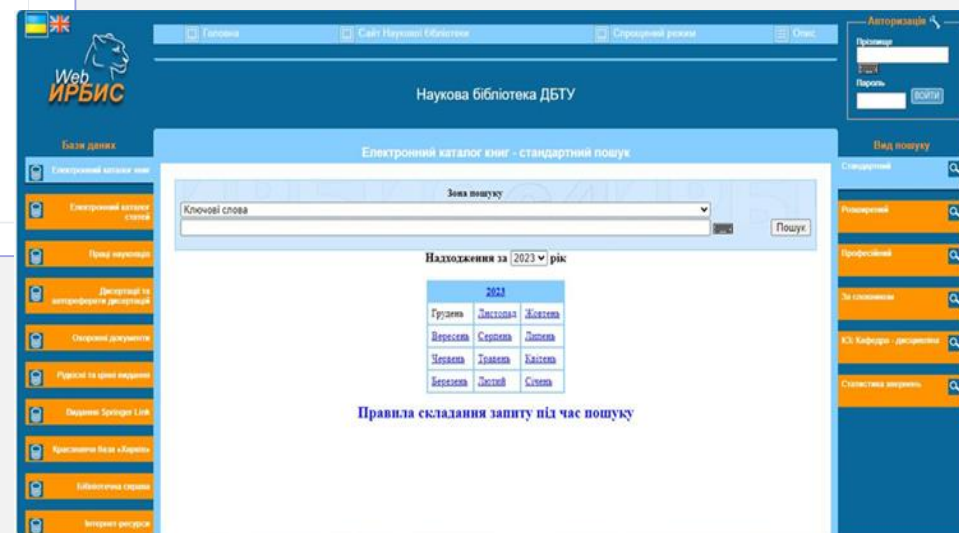 Головна
Сайт Наукової бібліотеки
Спрощений режим
Опис
Авторизація
Прізвище
Пароль
ВОЙТИ
Web
ИРБИС
Наукова бібліотека ДБТУ
Бази даних
Електронний каталог книг
Електронний каталог
статей
Праці науковців
Дисертації та
автореферати дисертацій
Охоронні документи
Рідкісні та цінні видання
Видання Springer Link
Краєзнавча база «Харків»
Бібліотечна справа
Інтернет ресурси
Електронний каталог книг - стандартний пошук
Зона пошуку
Ключові слова
Пошук
Надходження за 2023 рік
2023
Грудень Листопад Жовтень
Вересень Серпень Липень
Червень Травень Квітень
Березень Лютий Січень
Правила складання запиту під час пошуку
Вид пошуку
Стандартний
Розширений
Професійний
За словником
КЗ: Кафедра - дисципліна
Статистика звернень